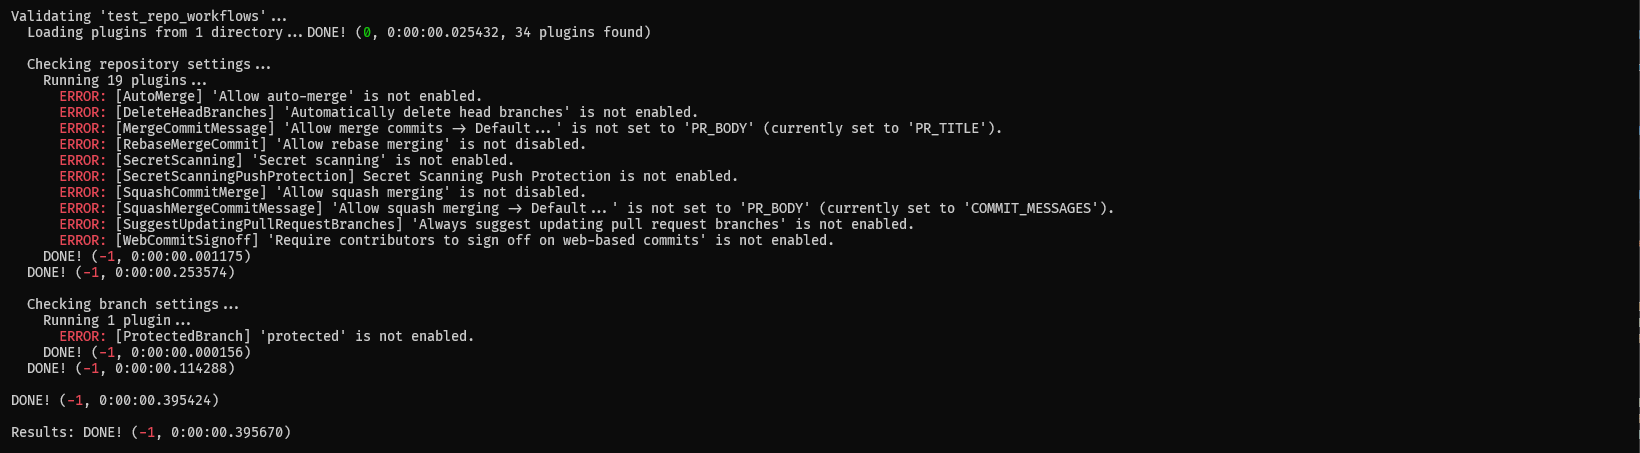 Validating 'test_repo_workflows'...
Loading plugins from 1 directory...DONE! (0, 0:00:00.025432, 34 plugins found)
Checking repository settings...
Running 19 plugins...
ERROR: [AutoMerge] 'Allow auto-merge' is not enabled.
ERROR: [DeleteHeadBranches] 'Automatically delete head branches' is not enabled.
ERROR: [MergeCommitMessage] 'Allow merge commits -> Default...' is not set to 'PR_BODY' (currently set to 'PR_TITLE').
ERROR: [RebaseMergeCommit] 'Allow rebase merging' is not disabled.
ERROR: [SecretScanning] 'Secret scanning' is not enabled.
ERROR: [SecretScanningPushProtection] Secret Scanning Push Protection is not enabled.
ERROR: [SquashCommitMerge] 'Allow squash merging' is not disabled.
ERROR: [SquashMergeCommitMessage] 'Allow squash merging -> Default...' is not set to 'PR_BODY' (currently set to 'COMMIT_MESSAGES').
ERROR: [SuggestUpdatingPullRequestBranches] 'Always suggest updating pull request branches' is not enabled.
ERROR: [WebCommitSignoff] 'Require contributors to sign off on web-based commits' is not enabled.
DONE! (-1, 0:00:00.001175)
DONE! (-1, 0:00:00.253574)
Checking branch settings...
Running 1 plugin...
ERROR: [ProtectedBranch] 'protected' is not enabled.
DONE! (-1, 0:00:00.000156)
DONE! (-1, 0:00:00.114288)
DONE! (-1, 0:00:00.395424)
Results: DONE! (-1, 0:00:00.395670)